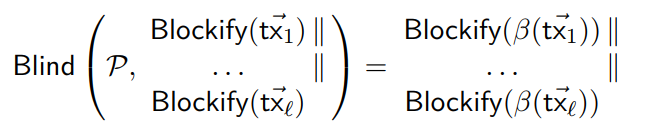 Blockify(tx⃗₁) ‖ Blockify(β(tx⃗₁)) ‖
Blind ( 𝒫, … ‖ ) = … ‖
Blockify(tx⃗ℓ) Blockify(β(tx⃗ℓ))